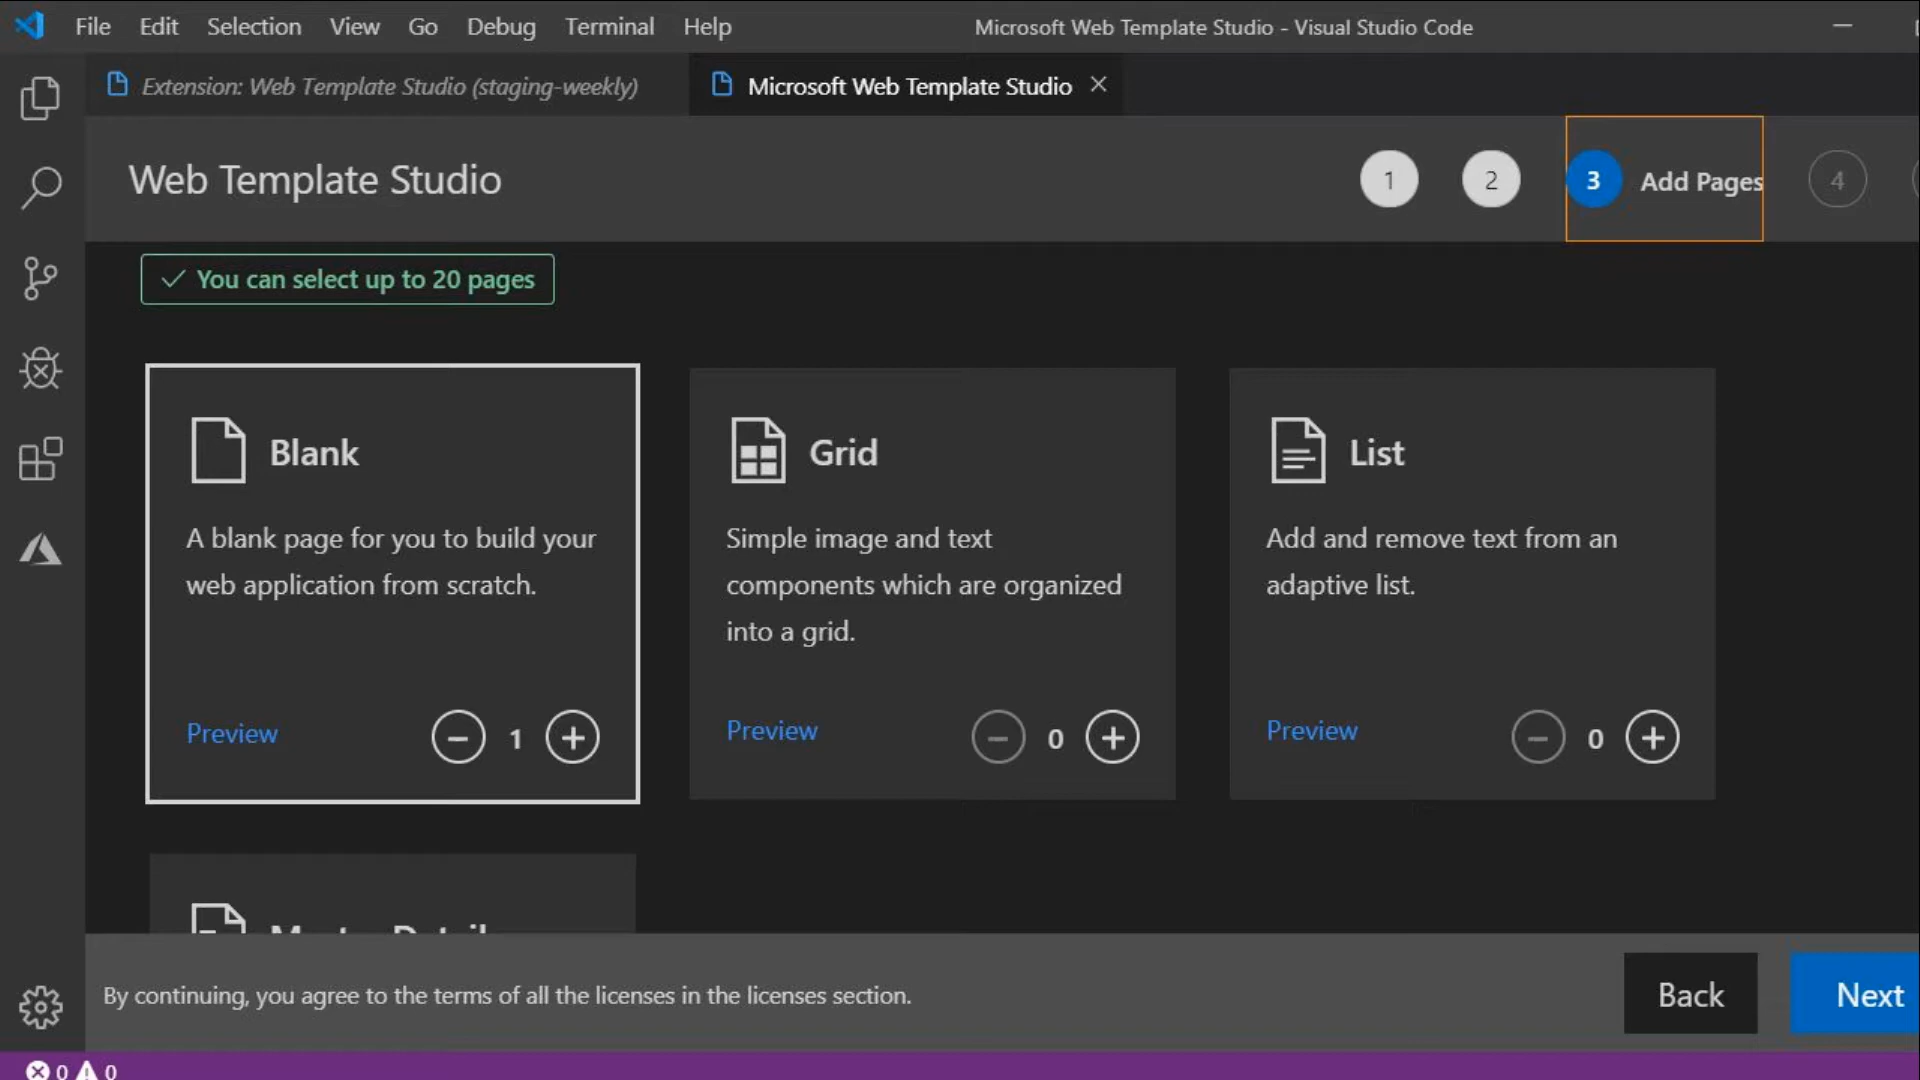 File Edit Selection View Go Debug Terminal Help Microsoft Web Template Studio - Visual Studio Code
Extension: Web Template Studio (staging-weekly) Microsoft Web Template Studio
Web Template Studio 1 2 3 Add Pages 4
You can select up to 20 pages
Blank
A blank page for you to build your
web application from scratch.
Preview 1
Grid
Simple image and text
components which are organized
into a grid.
Preview 0
List
Add and remove text from an
adaptive list.
Preview 0
Master Detail
By continuing, you agree to the terms of all the licenses in the licenses section.
Back Next
0 0